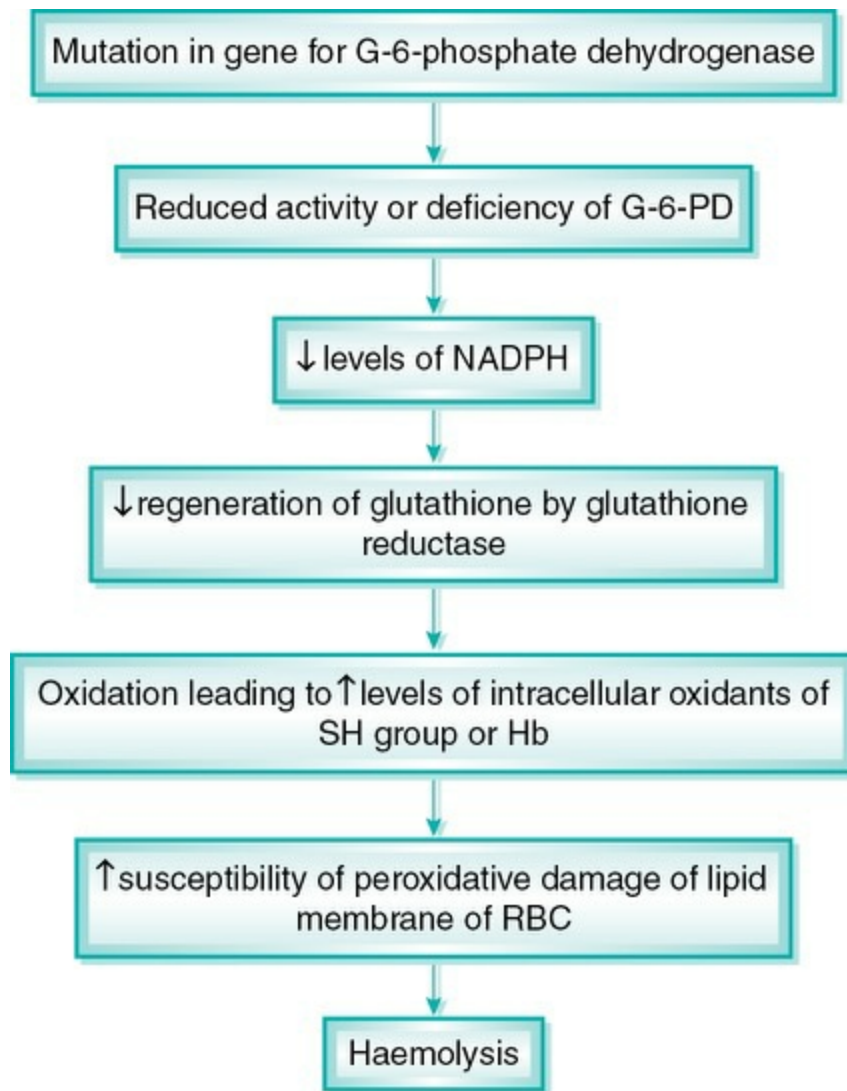 Mutation in gene for G-6-phosphate dehydrogenase
Reduced activity or deficiency of G-6-PD
↓levels of NADPH
↓regeneration of glutathione by glutathione
reductase
Oxidation leading to ↑levels of intracellular oxidants of
SH group or Hb
↑susceptibility of peroxidative damage of lipid
membrane of RBC
Haemolysis